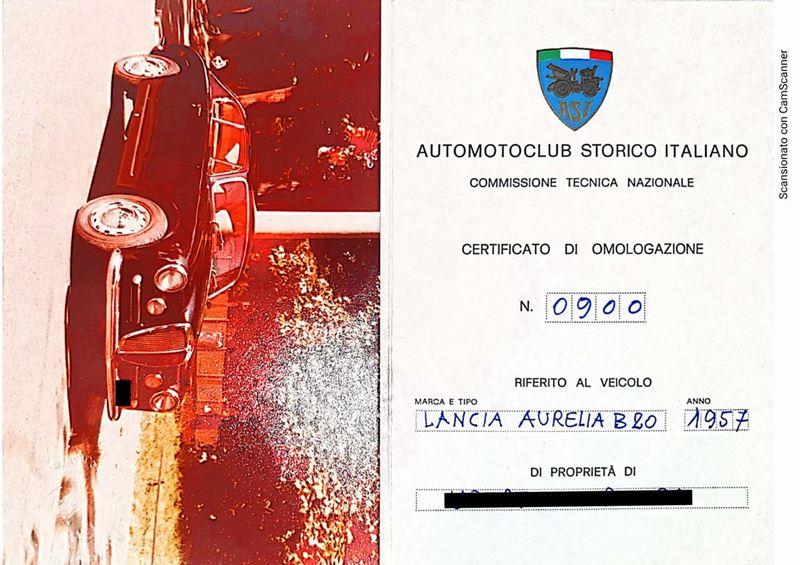 ASI
AUTOMOTOCLUB STORICO ITALIANO
COMMISSIONE TECNICA NAZIONALE
CERTIFICATO DI OMOLOGAZIONE
N. 0900
RIFERITO AL VEICOLO
MARCA E TIPO ANNO
LANCIA AURELIA B20 1957
DI PROPRIETÀ DI
Scansionato con CamScanner